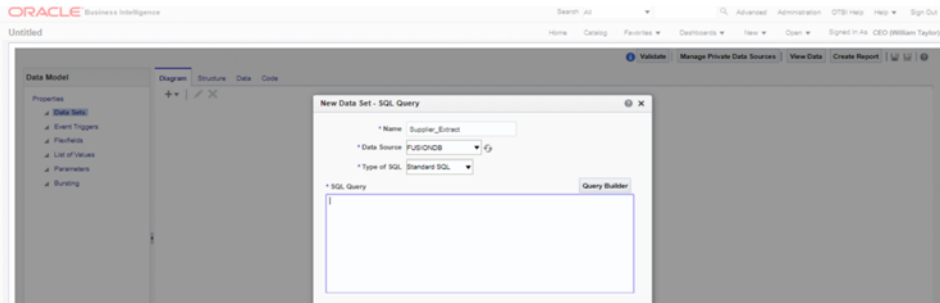 ORACLE Business Intelligence Search All Advanced Administration OTBI Help Help Sign Out
Untitled Home Catalog Favorites Dashboards New Open Signed In As CEO (William Taylor)
Validate Manage Private Data Sources View Data Create Report
Data Model Diagram Structure Data Code
Properties
Data Sets
Event Triggers
Flexfields
List of Values
Parameters
Bursting
New Data Set - SQL Query
* Name Supplier_Extract
* Data Source FUSIONDB
* Type of SQL Standard SQL
* SQL Query Query Builder